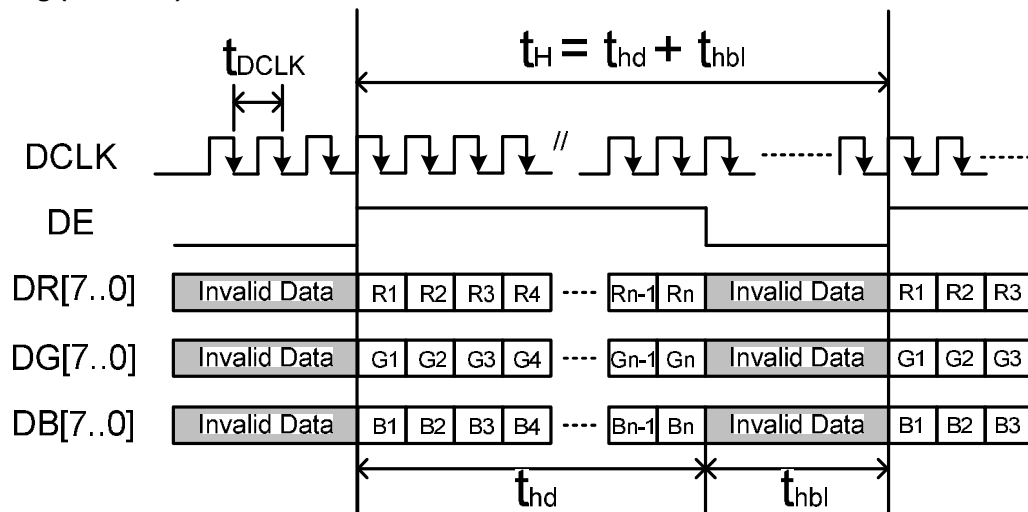 tDCLK
tH = thd + thbl
DCLK //
DE
DR[7..0] Invalid Data R1 R2 R3 R4 Rn-1 Rn Invalid Data R1 R2 R3
DG[7..0] Invalid Data G1 G2 G3 G4 Gn-1 Gn Invalid Data G1 G2 G3
DB[7..0] Invalid Data B1 B2 B3 B4 Bn-1 Bn Invalid Data B1 B2 B3
thd thbl